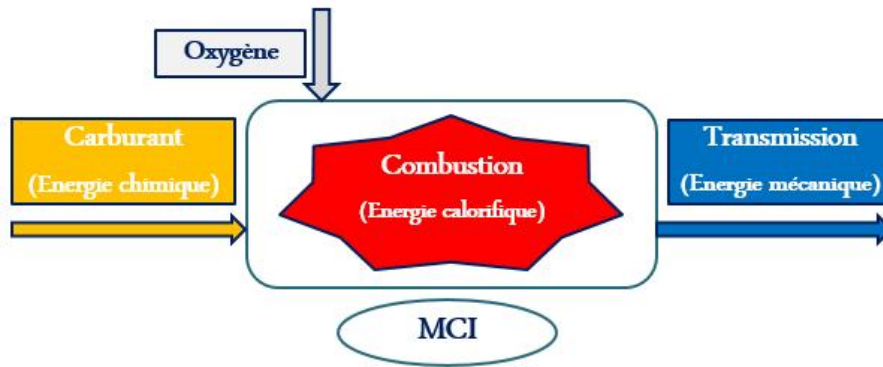 Oxygène
Carburant
(Energie chimique)
Combustion
(Energie calorifique)
Transmission
(Energie mécanique)
MCI